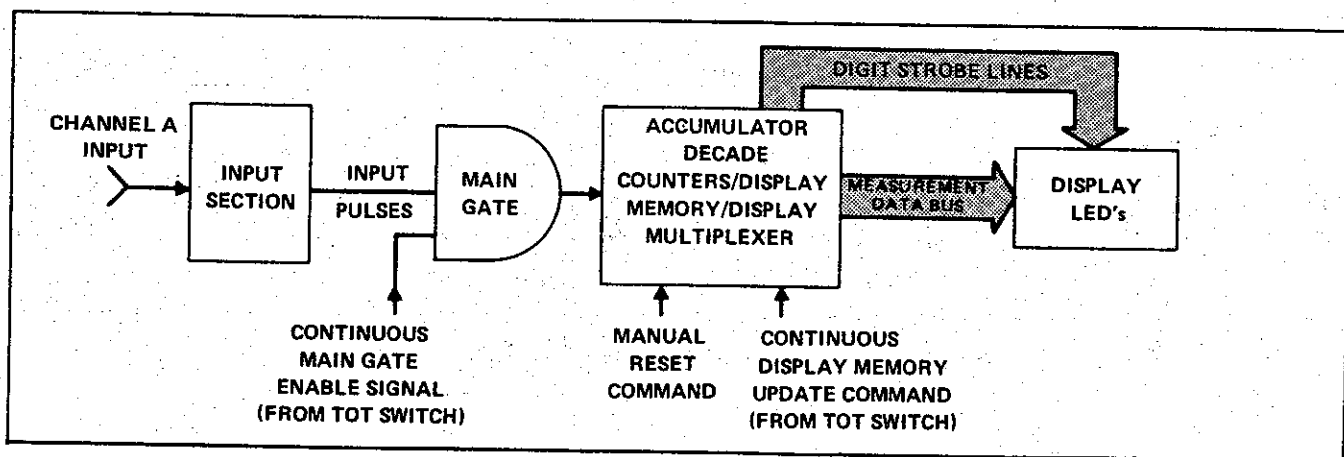 DIGIT STROBE LINES
CHANNEL A
INPUT
INPUT
SECTION
INPUT
PULSES
MAIN
GATE
ACCUMULATOR
DECADE
COUNTERS/DISPLAY
MEMORY/DISPLAY
MULTIPLEXER
MEASUREMENT
DATA BUS
DISPLAY
LED's
CONTINUOUS
MAIN GATE
ENABLE SIGNAL
(FROM TOT SWITCH)
MANUAL
RESET
COMMAND
CONTINUOUS
DISPLAY MEMORY
UPDATE COMMAND
(FROM TOT SWITCH)